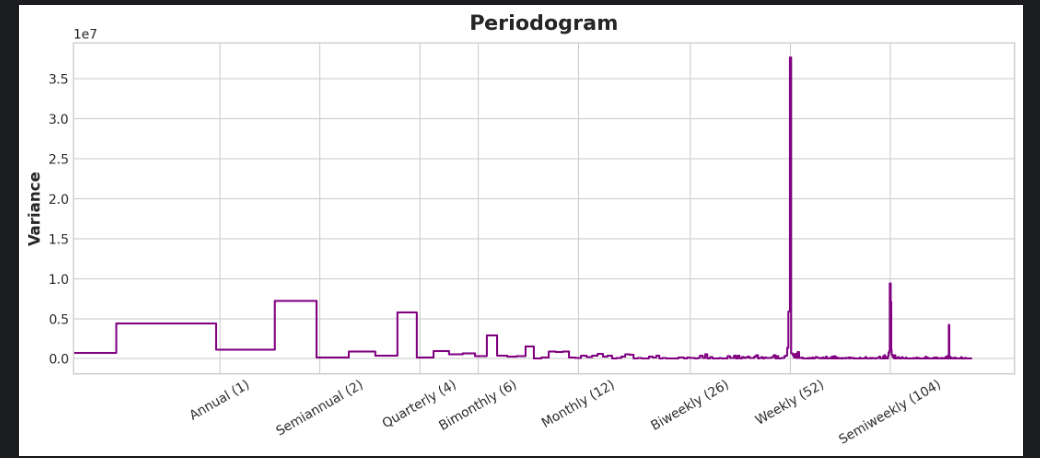 Periodogram
1e7
3.5
3.0
2.5
2.0
1.5
1.0
0.5
0.0
Variance
Annual (1)
Semiannual (2)
Quarterly (4)
Bimonthly (6)
Monthly (12)
Biweekly (26)
Weekly (52)
Semiweekly (104)